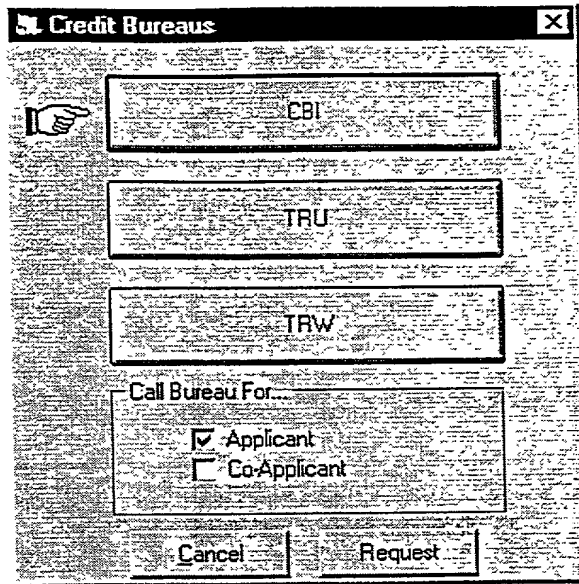 Credit Bureaus
CBI
TRU
TRW
Call Bureau For...
Applicant
Co-Applicant
Cancel Request